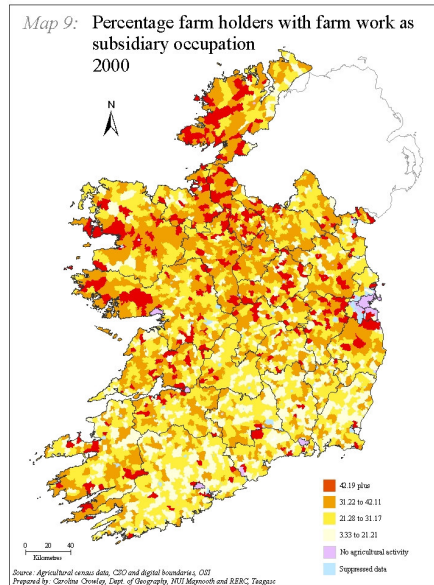 Map 9: Percentage farm holders with farm work as
subsidiary occupation
2000
N
42.19 plus
31.22 to 42.11
21.28 to 31.17
3.33 to 21.21
No agricultural activity
Suppressed data
0 20 40
Kilometres
Source: Agricultural census data, CSO and digital boundaries, OSI
Prepared by: Caroline Crowley, Dept. of Geography, NUI Maynooth and RERC, Teagasc